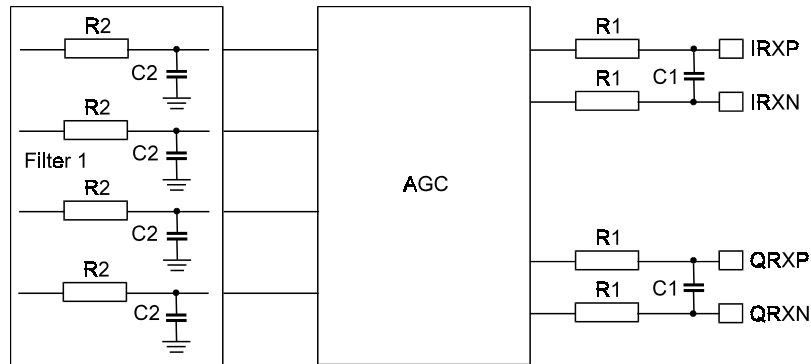 R2
C2
R2
C2
Filter 1
R2
C2
R2
C2
AGC
R1
IRXP
C1
R1
IRXN
R1
QRXP
C1
R1
QRXN